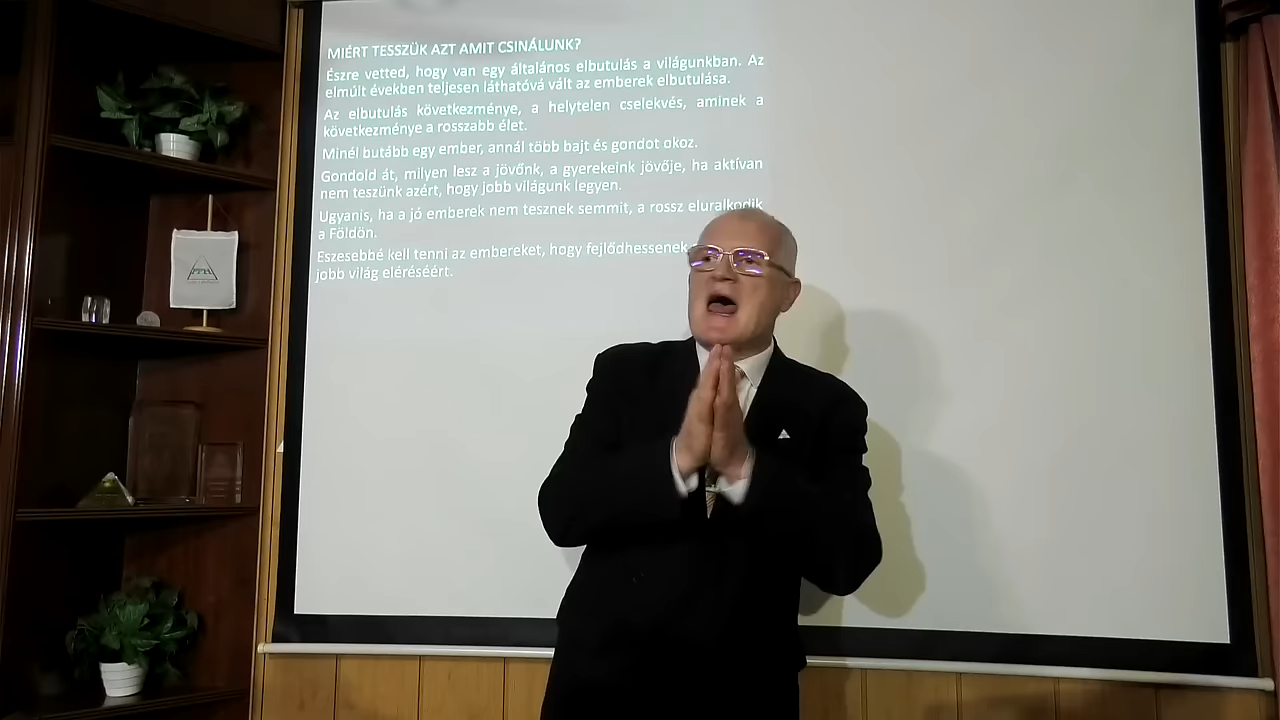 MIÉRT TESSZÜK AZT AMIT CSINÁLUNK?
Észre vetted, hogy van egy általános elbutulás a világunkban. Az
elmúlt években teljesen láthatóvá vált az emberek elbutulása.
Az elbutulás következménye, a helytelen cselekvés, aminek a
következménye a rosszabb élet.
Minél butább egy ember, annál több bajt és gondot okoz.
Gondold át, milyen lesz a jövőnk, a gyerekeink jövője, ha aktívan
nem teszünk azért, hogy jobb világunk legyen.
Ugyanis, ha a jó emberek nem tesznek semmit, a rossz eluralkodik
a Földön.
Eszesebbé kell tenni az embereket, hogy fejlődhessenek
jobb világ eléréséért.